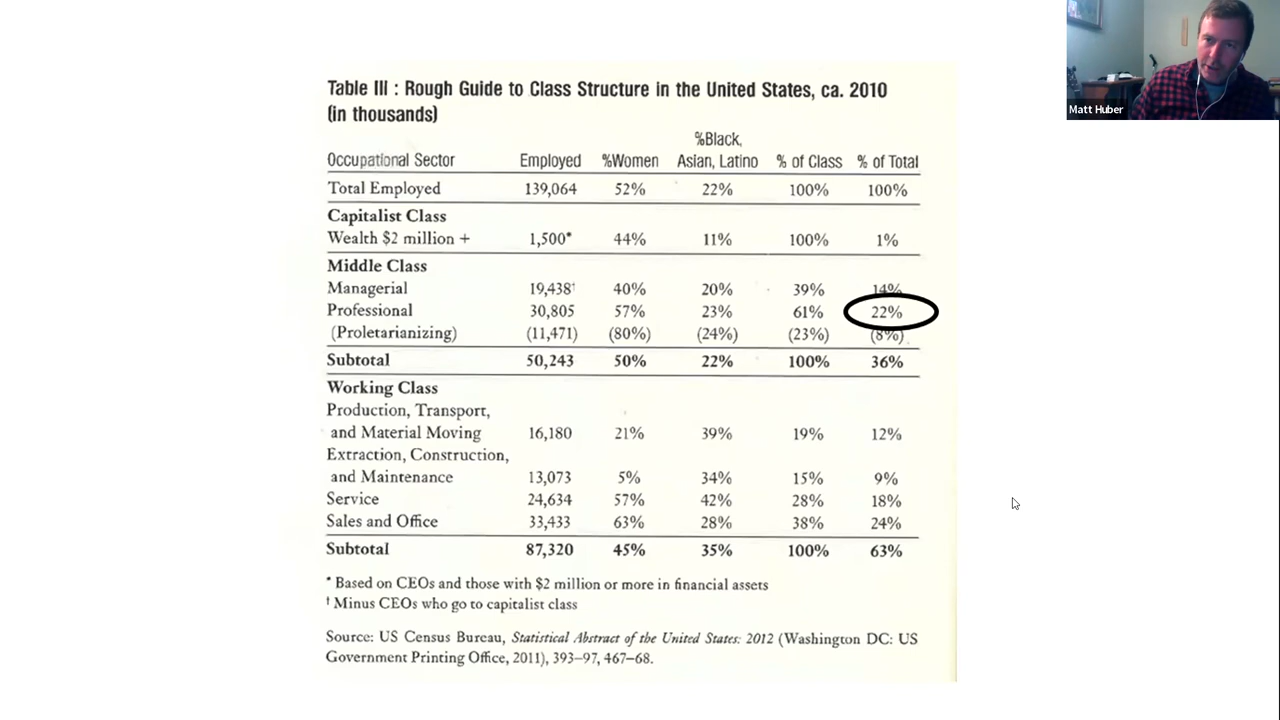 Matt Huber
Table III : Rough Guide to Class Structure in the United States, ca. 2010
(in thousands)
%Black,
Occupational Sector Employed %Women Asian, Latino % of Class % of Total
Total Employed 139,064 52% 22% 100% 100%
Capitalist Class
Wealth $2 million + 1,500* 44% 11% 100% 1%
Middle Class
Managerial 19,438† 40% 20% 39% 14%
Professional 30,805 57% 23% 61% 22%
(Proletarianizing) (11,471) (80%) (24%) (23%) (8%)
Subtotal 50,243 50% 22% 100% 36%
Working Class
Production, Transport,
and Material Moving 16,180 21% 39% 19% 12%
Extraction, Construction,
and Maintenance 13,073 5% 34% 15% 9%
Service 24,634 57% 42% 28% 18%
Sales and Office 33,433 63% 28% 38% 24%
Subtotal 87,320 45% 35% 100% 63%
* Based on CEOs and those with $2 million or more in financial assets
† Minus CEOs who go to capitalist class
Source: US Census Bureau, Statistical Abstract of the United States: 2012 (Washington DC: US
Government Printing Office, 2011), 393–97, 467–68.